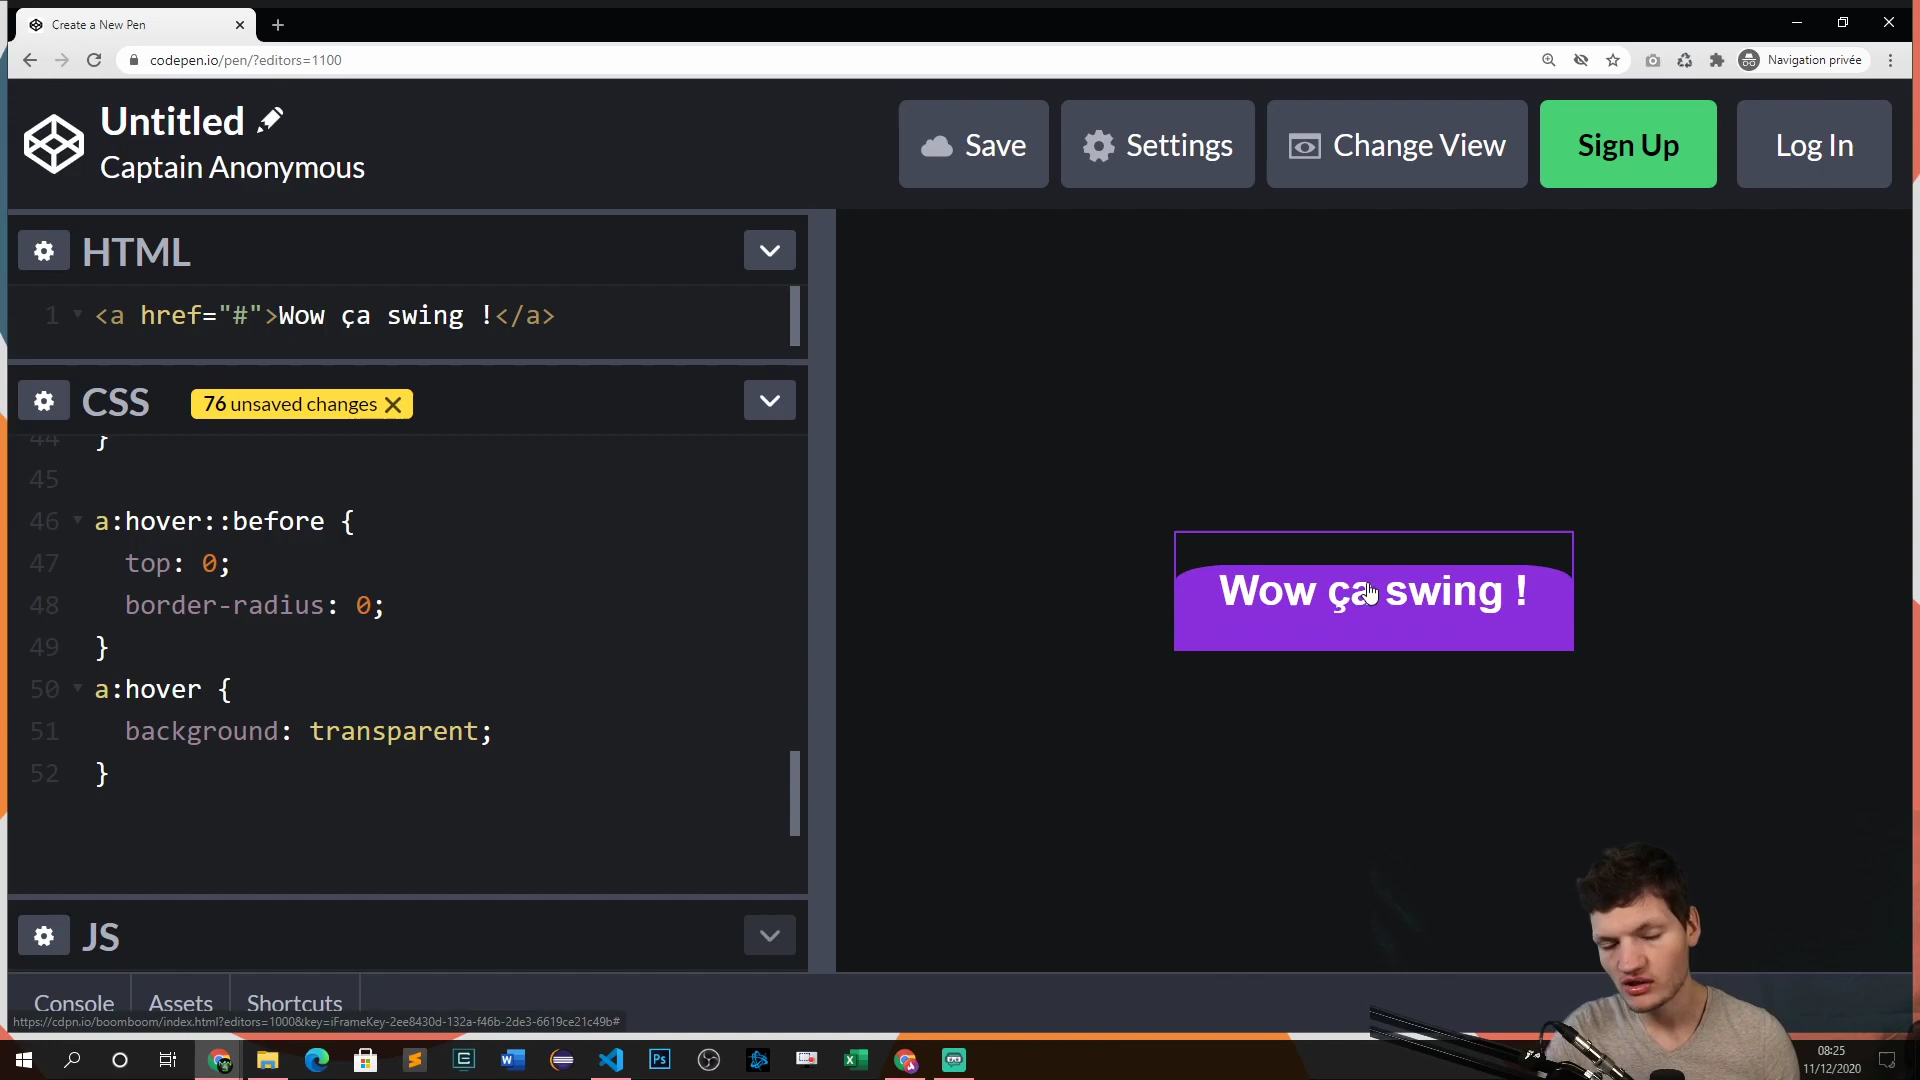 Create a New Pen
codepen.io/pen/?editors=1100
Navigation privée
Untitled
Captain Anonymous
Save
Settings
Change View
Sign Up
Log In
HTML
1 <a href="#">Wow ça swing !</a>
CSS
76 unsaved changes
44 }
45
46 a:hover::before {
47 top: 0;
48 border-radius: 0;
49 }
50 a:hover {
51 background: transparent;
52 }
Wow ça swing !
JS
Console
Assets
Shortcuts
https://cdpn.io/boomboom/index.html?editors=1000&key=iFrameKey-2ee8430d-132a-f46b-2de3-6619ce21c49b#
Ps
08:25
11/12/2020